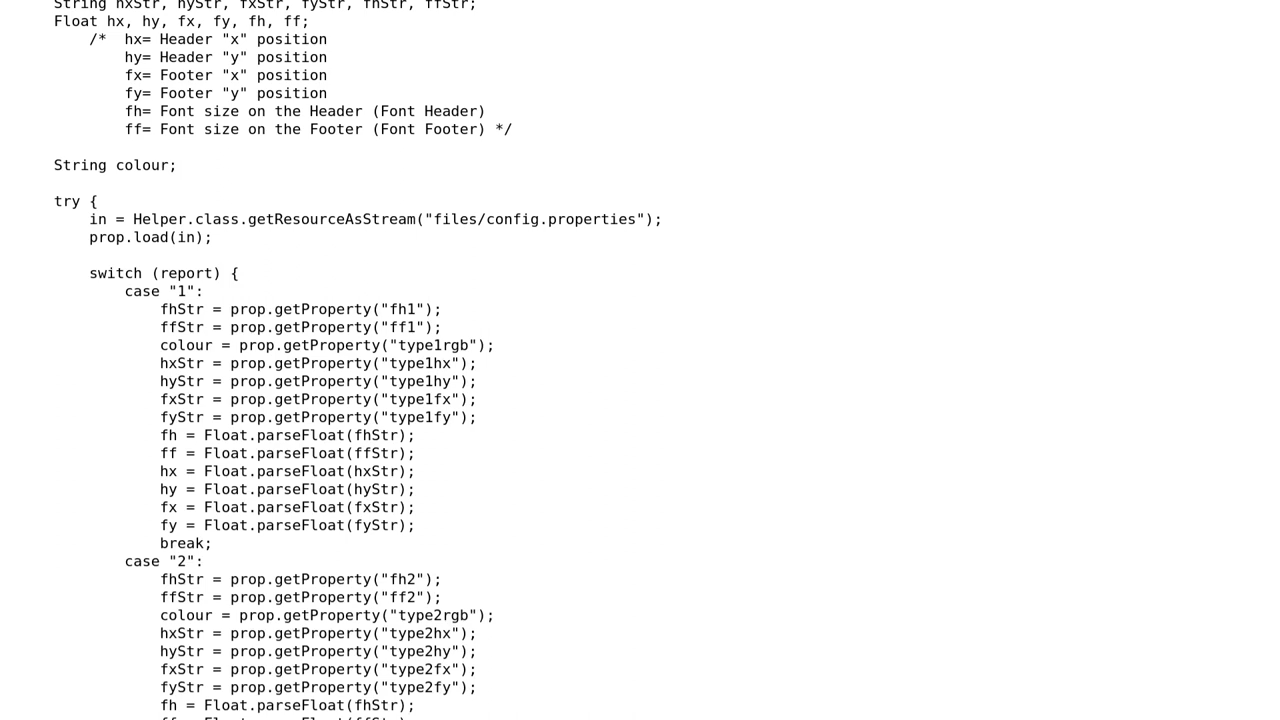 String hxStr, hyStr, fxStr, fyStr, fhStr, ffStr;
Float hx, hy, fx, fy, fh, ff;
    /*  hx= Header "x" position
        hy= Header "y" position
        fx= Footer "x" position
        fy= Footer "y" position
        fh= Font size on the Header (Font Header)
        ff= Font size on the Footer (Font Footer) */

String colour;

try {
    in = Helper.class.getResourceAsStream("files/config.properties");
    prop.load(in);

    switch (report) {
        case "1":
            fhStr = prop.getProperty("fh1");
            ffStr = prop.getProperty("ff1");
            colour = prop.getProperty("type1rgb");
            hxStr = prop.getProperty("type1hx");
            hyStr = prop.getProperty("type1hy");
            fxStr = prop.getProperty("type1fx");
            fyStr = prop.getProperty("type1fy");
            fh = Float.parseFloat(fhStr);
            ff = Float.parseFloat(ffStr);
            hx = Float.parseFloat(hxStr);
            hy = Float.parseFloat(hyStr);
            fx = Float.parseFloat(fxStr);
            fy = Float.parseFloat(fyStr);
            break;
        case "2":
            fhStr = prop.getProperty("fh2");
            ffStr = prop.getProperty("ff2");
            colour = prop.getProperty("type2rgb");
            hxStr = prop.getProperty("type2hx");
            hyStr = prop.getProperty("type2hy");
            fxStr = prop.getProperty("type2fx");
            fyStr = prop.getProperty("type2fy");
            fh = Float.parseFloat(fhStr);